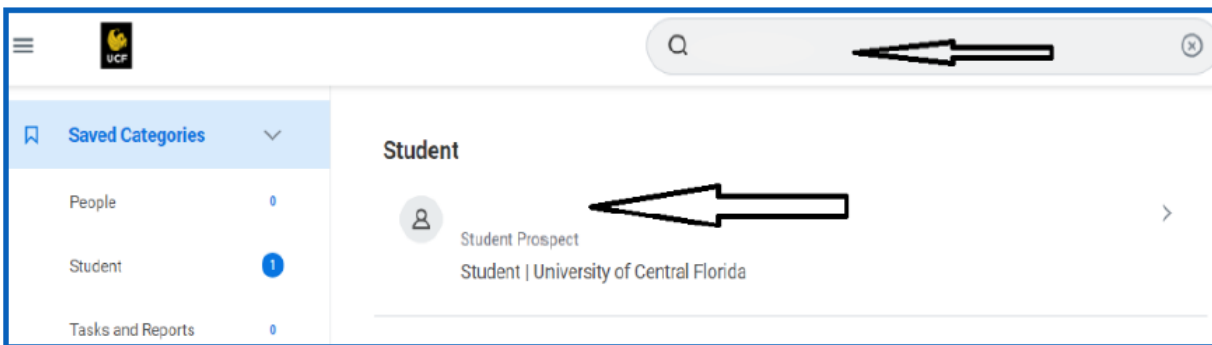 UCF
Saved Categories
Student
People 0
Student Prospect
Student 1
Student | University of Central Florida
Tasks and Reports 0